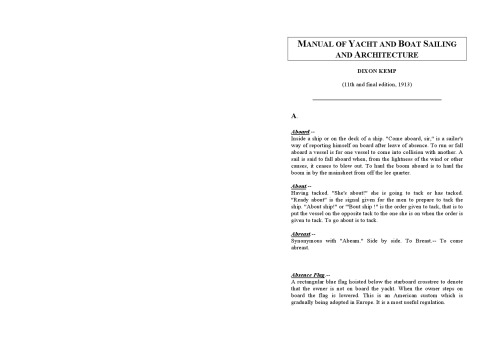 MANUAL OF YACHT AND BOAT SAILING
AND ARCHITECTURE
DIXON KEMP
(11th and final edition, 1913)
A.
Aboard.--
Inside a ship or on the deck of a ship. "Come aboard, sir," is a sailor's
way of reporting himself on board after leave of absence. To run or fall
aboard a vessel is for one vessel to come into collision with another. A
sail is said to fall aboard when, from the lightness of the wind or other
causes, it ceases to blow out. To haul the boom aboard is to haul the
boom in by the mainsheet from off the lee quarter.
About.--
Having tacked. "She's about!" she is going to tack or has tacked.
"Ready about" is the signal given for the men to prepare to tack the
ship. "About ship!" or "'Bout ship !" is the order given to tack, that is to
put the vessel on the opposite tack to the one she is on when the order is
given to tack. To go about is to tack.
Abreast.--
Synonymous with "Abeam." Side by side. To Breast.-- To come
abreast.
Absence Flag.--
A rectangular blue flag hoisted below the starboard crosstree to denote
that the owner is not on board the yacht. When the owner steps on
board the flag is lowered. This is an American custom which is
gradually being adopted in Europe. It is a most useful regulation.